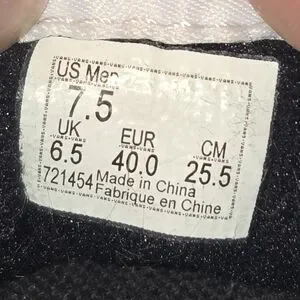 US Men
7.5
UK EUR CM
6.5 40.0 25.5
721454 Made in China
Fabrique en Chine